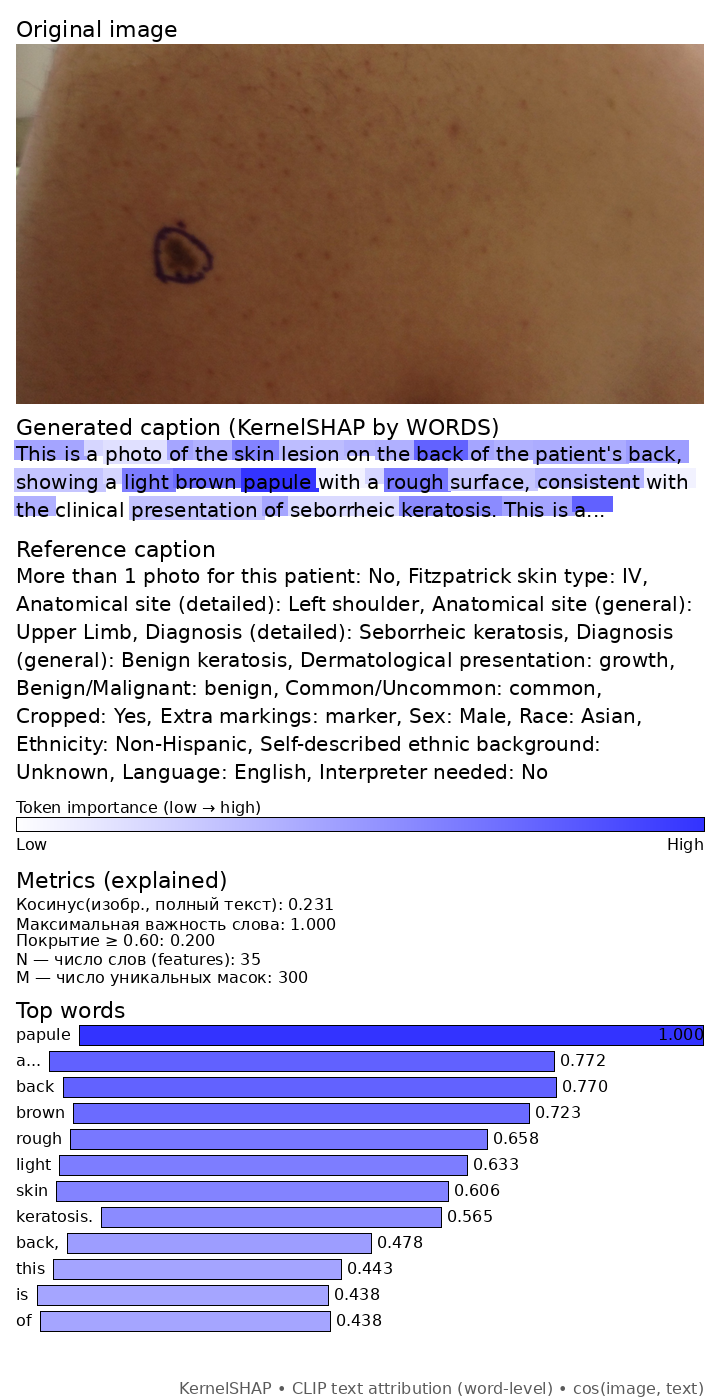 Original image
Generated caption (KernelSHAP by WORDS)
This is a photo of the skin lesion on the back of the patient's back,
showing a light brown papule with a rough surface, consistent with
the clinical presentation of seborrheic keratosis. This is a...
Reference caption
More than 1 photo for this patient: No, Fitzpatrick skin type: IV,
Anatomical site (detailed): Left shoulder, Anatomical site (general):
Upper Limb, Diagnosis (detailed): Seborrheic keratosis, Diagnosis
(general): Benign keratosis, Dermatological presentation: growth,
Benign/Malignant: benign, Common/Uncommon: common,
Cropped: Yes, Extra markings: marker, Sex: Male, Race: Asian,
Ethnicity: Non-Hispanic, Self-described ethnic background:
Unknown, Language: English, Interpreter needed: No
Token importance (low → high)
Low High
Metrics (explained)
Косинус(изобр., полный текст): 0.231
Максимальная важность слова: 1.000
Покрытие ≥ 0.60: 0.200
N — число слов (features): 35
M — число уникальных масок: 300
Top words
papule 1.000
a... 0.772
back 0.770
brown 0.723
rough 0.658
light 0.633
skin 0.606
keratosis. 0.565
back, 0.478
this 0.443
is 0.438
of 0.438
KernelSHAP • CLIP text attribution (word-level) • cos(image, text)